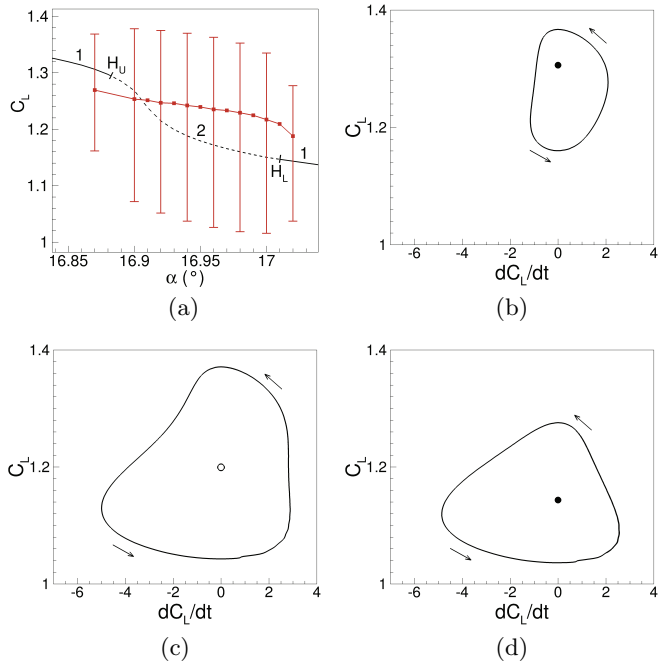 1.4
1.3
1.2
1.1
1
C_L
1
H_U
2
1
H_L
16.85
16.9
16.95
17
α (°)
(a)
1.4
1.2
1
C_L
-6 -4 -2 0 2 4
dC_L/dt
(b)
1.4
1.2
1
C_L
-6 -4 -2 0 2 4
dC_L/dt
(c)
1.4
1.2
1
C_L
-6 -4 -2 0 2 4
dC_L/dt
(d)